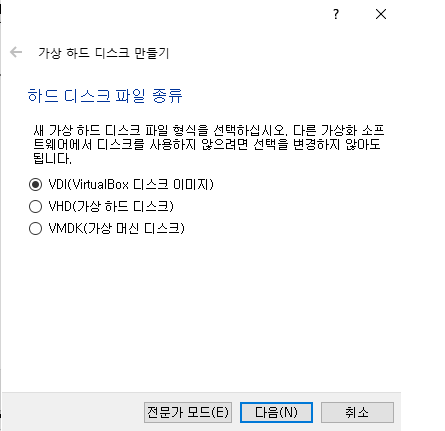 ?
가상 하드 디스크 만들기
하드 디스크 파일 종류
새 가상 하드 디스크 파일 형식을 선택하십시오. 다른 가상화 소프
트웨어에서 디스크를 사용하지 않으려면 선택을 변경하지 않아도
됩니다.
VDI(VirtualBox 디스크 이미지)
VHD(가상 하드 디스크)
VMDK(가상 머신 디스크)
전문가 모드(E) 다음(N) 취소